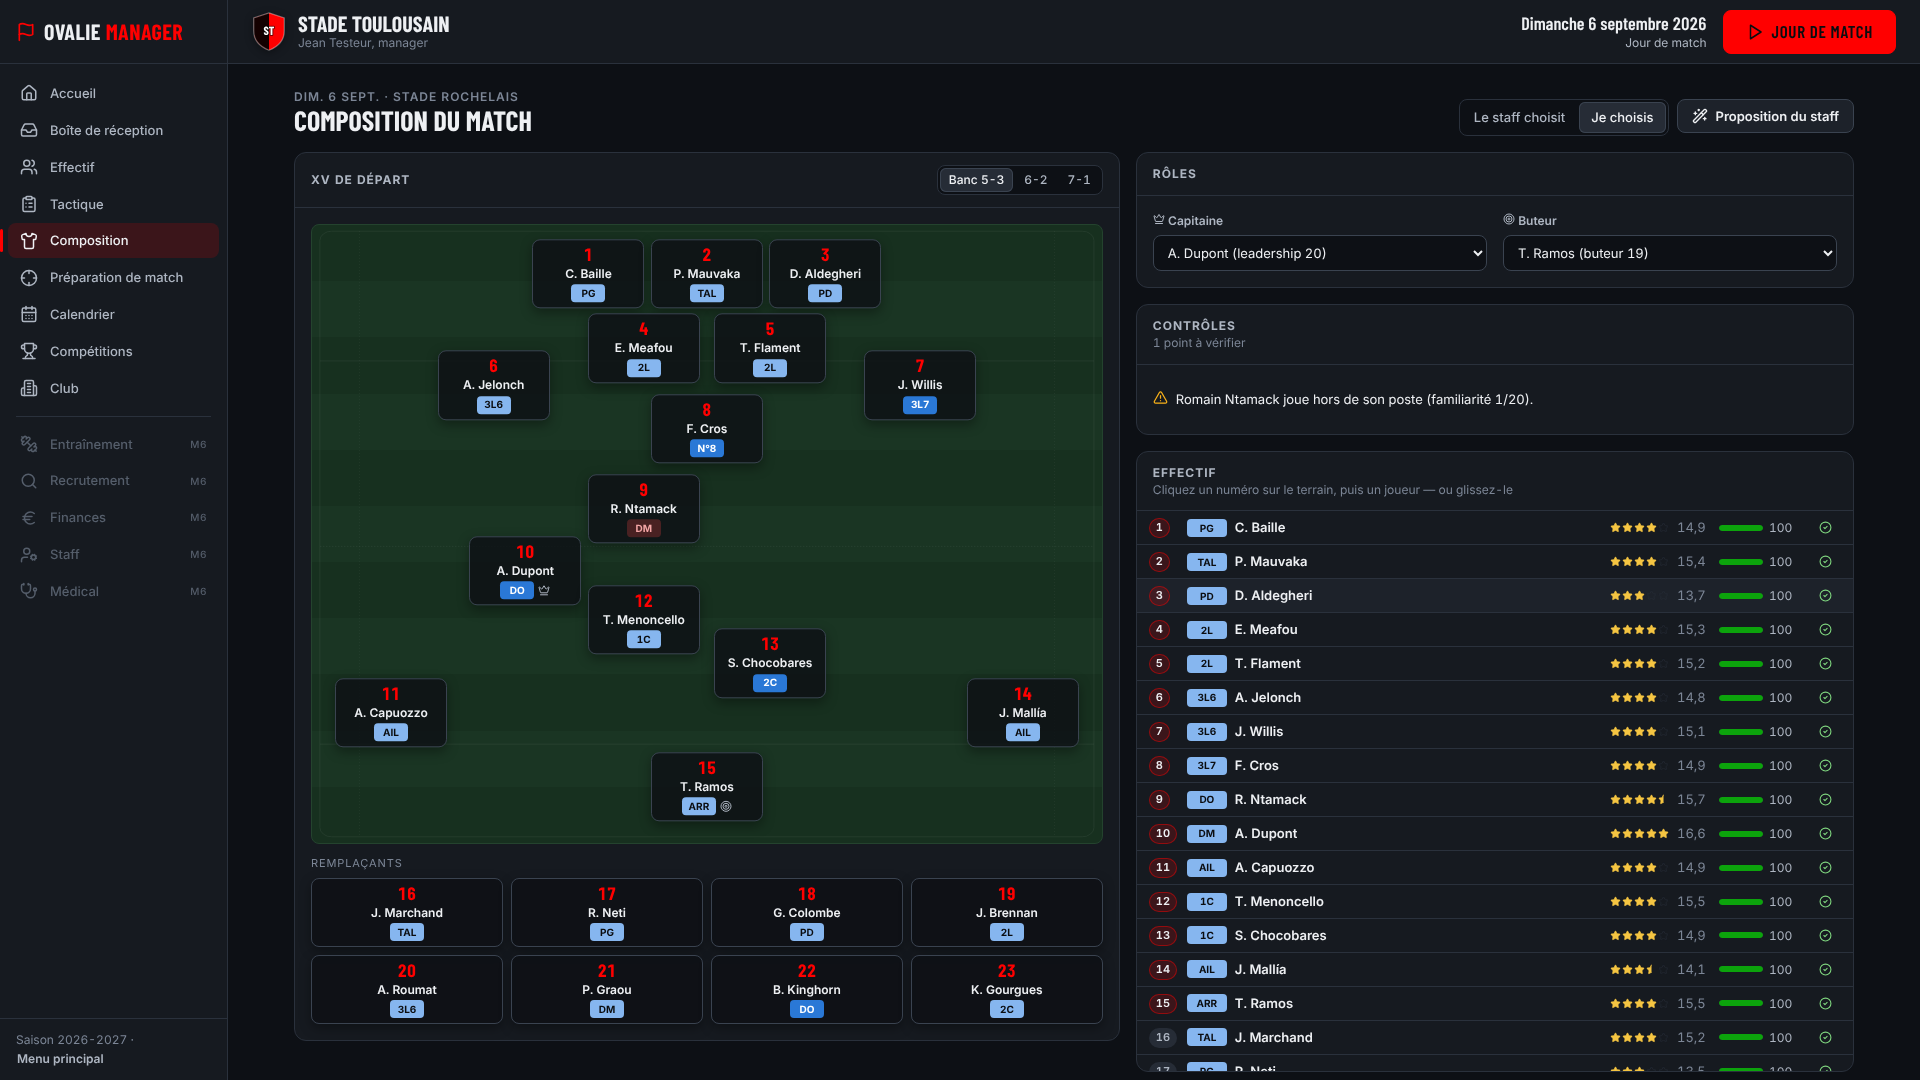 OVALIE MANAGER
Accueil
Boîte de réception
Effectif
Tactique
Composition
Préparation de match
Calendrier
Compétitions
Club
Entraînement M6
Recrutement M6
Finances M6
Staff M6
Médical M6
Saison 2026-2027 ·
Menu principal
ST
STADE TOULOUSAIN
Jean Testeur, manager
Dimanche 6 septembre 2026
Jour de match
JOUR DE MATCH
DIM. 6 SEPT. · STADE ROCHELAIS
COMPOSITION DU MATCH
Le staff choisit
Je choisis
Proposition du staff
XV DE DÉPART
Banc 5-3 6-2 7-1
1
C. Baille
PG
2
P. Mauvaka
TAL
3
D. Aldegheri
PD
4
E. Meafou
2L
5
T. Flament
2L
6
A. Jelonch
3L6
7
J. Willis
3L7
8
F. Cros
N°8
9
R. Ntamack
DM
10
A. Dupont
DO
12
T. Menoncello
1C
13
S. Chocobares
2C
11
A. Capuozzo
AIL
14
J. Mallía
AIL
15
T. Ramos
ARR
REMPLAÇANTS
16
J. Marchand
TAL
17
R. Neti
PG
18
G. Colombe
PD
19
J. Brennan
2L
20
A. Roumat
3L6
21
P. Graou
DM
22
B. Kinghorn
DO
23
K. Gourgues
2C
RÔLES
Capitaine
A. Dupont (leadership 20)
Buteur
T. Ramos (buteur 19)
CONTRÔLES
1 point à vérifier
Romain Ntamack joue hors de son poste (familiarité 1/20).
EFFECTIF
Cliquez un numéro sur le terrain, puis un joueur — ou glissez-le
1 PG C. Baille 14,9 100
2 TAL P. Mauvaka 15,4 100
3 PD D. Aldegheri 13,7 100
4 2L E. Meafou 15,3 100
5 2L T. Flament 15,2 100
6 3L6 A. Jelonch 14,8 100
7 3L6 J. Willis 15,1 100
8 3L7 F. Cros 14,9 100
9 DO R. Ntamack 15,7 100
10 DM A. Dupont 16,6 100
11 AIL A. Capuozzo 14,9 100
12 1C T. Menoncello 15,5 100
13 1C S. Chocobares 14,9 100
14 AIL J. Mallía 14,1 100
15 ARR T. Ramos 15,5 100
16 TAL J. Marchand 15,2 100
17 PG R. Neti 13,5 100